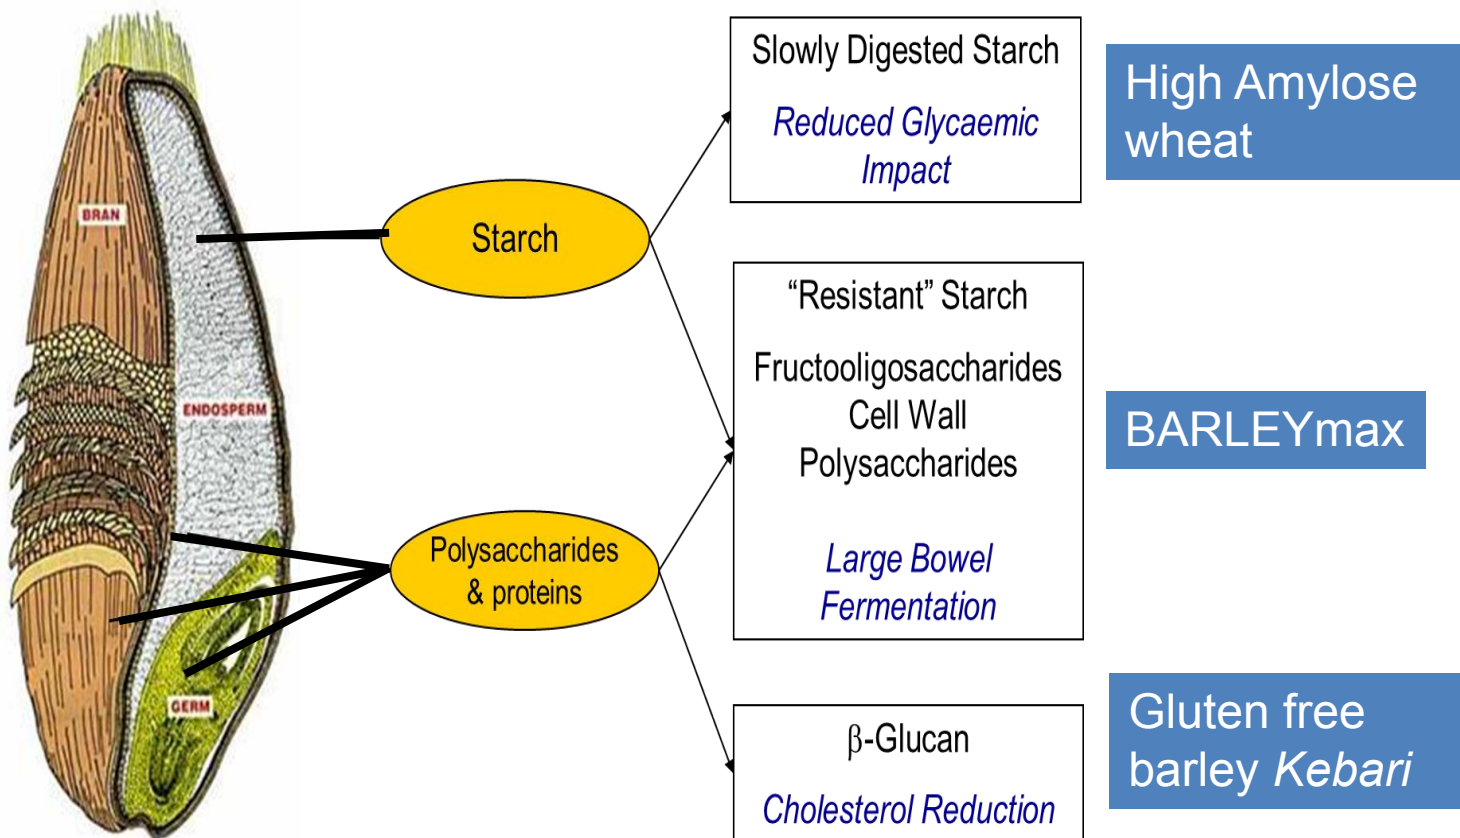 BRAN
ENDOSPERM
GERM
Starch
Polysaccharides
& proteins
Slowly Digested Starch
Reduced Glycaemic
Impact
“Resistant” Starch
Fructooligosaccharides
Cell Wall
Polysaccharides
Large Bowel
Fermentation
β-Glucan
Cholesterol Reduction
High Amylose
wheat
BARLEYmax
Gluten free
barley Kebari